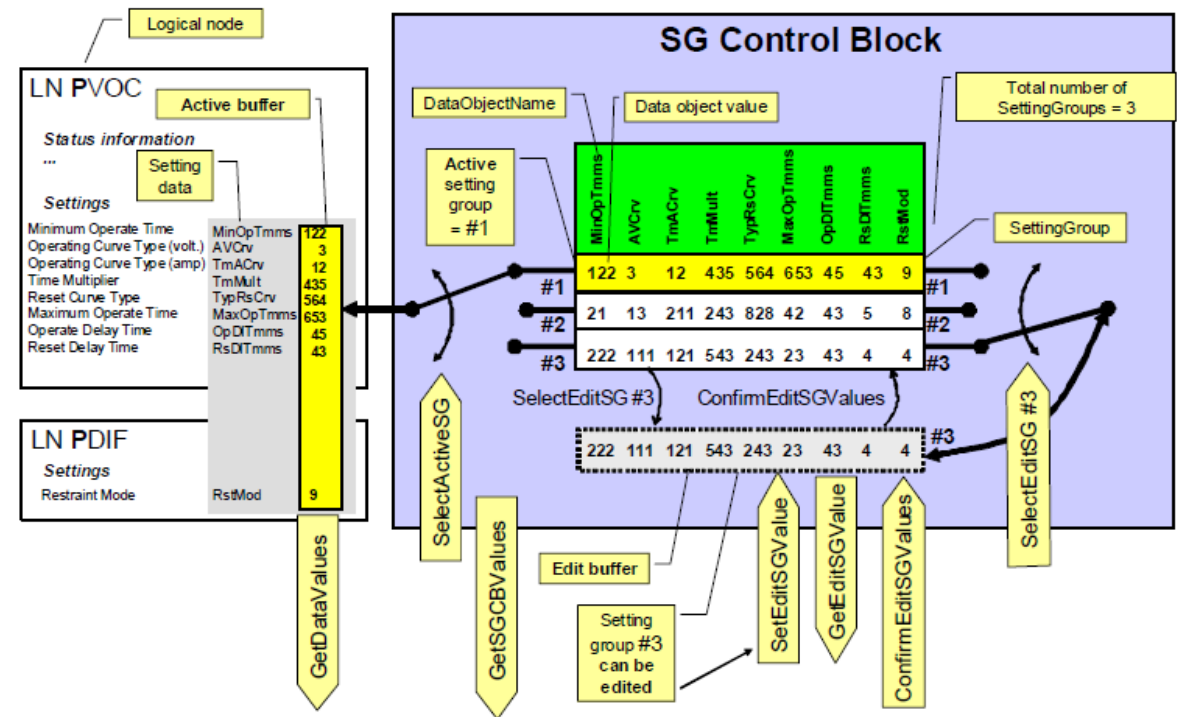 Logical node
SG Control Block
LN PVOC
Active buffer
Status information
...
Setting
data
Settings
Minimum Operate Time MinOpTmms 122
Operating Curve Type (volt.) AVCrv 3
Operating Curve Type (amp) TmACrv 12
Time Multiplier TmMult 435
Reset Curve Type TypRsCrv 564
Maximum Operate Time MaxOpTmms 653
Operate Delay Time OpDlTmms 45
Reset Delay Time RsDlTmms 43
LN PDIF
Settings
Restraint Mode RstMod 9
GetDataValues
DataObjectName
Data object value
Total number of
SettingGroups = 3
Active
setting
group
= #1
SettingGroup
MinOpTmms AVCrv TmACrv TmMult TypRsCrv MaxOpTmms OpDlTmms RsDlTmms RstMod
122 3 12 435 564 653 45 43 9
#1 #1
21 13 211 243 828 42 43 5 8
#2 #2
222 111 121 543 243 23 43 4 4
#3 #3
SelectEditSG #3 ConfirmEditSGValues
222 111 121 543 243 23 43 4 4
#3
SelectActiveSG
GetSGCBValues
Edit buffer
Setting
group #3
can be
edited
SetEditSGValue
GetEditSGValue
ConfirmEditSGValues
SelectEditSG #3